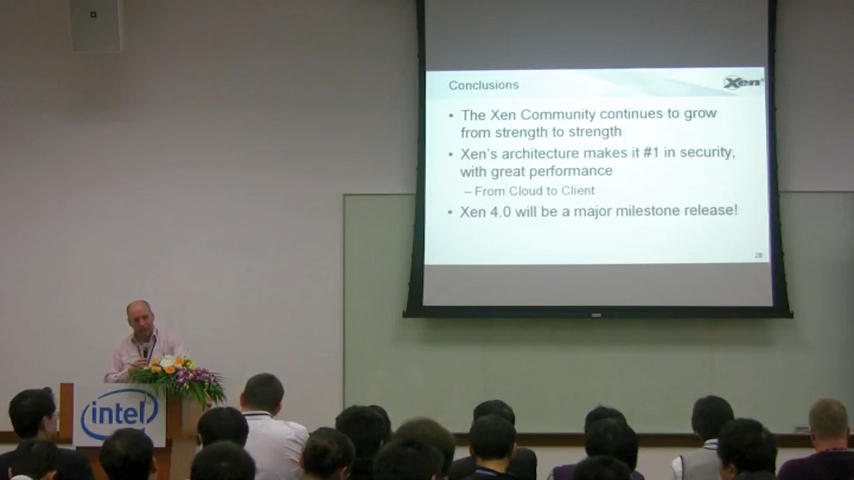 Conclusions
Xen
• The Xen Community continues to grow
from strength to strength
• Xen's architecture makes it #1 in security,
with great performance
– From Cloud to Client
• Xen 4.0 will be a major milestone release!
28
intel